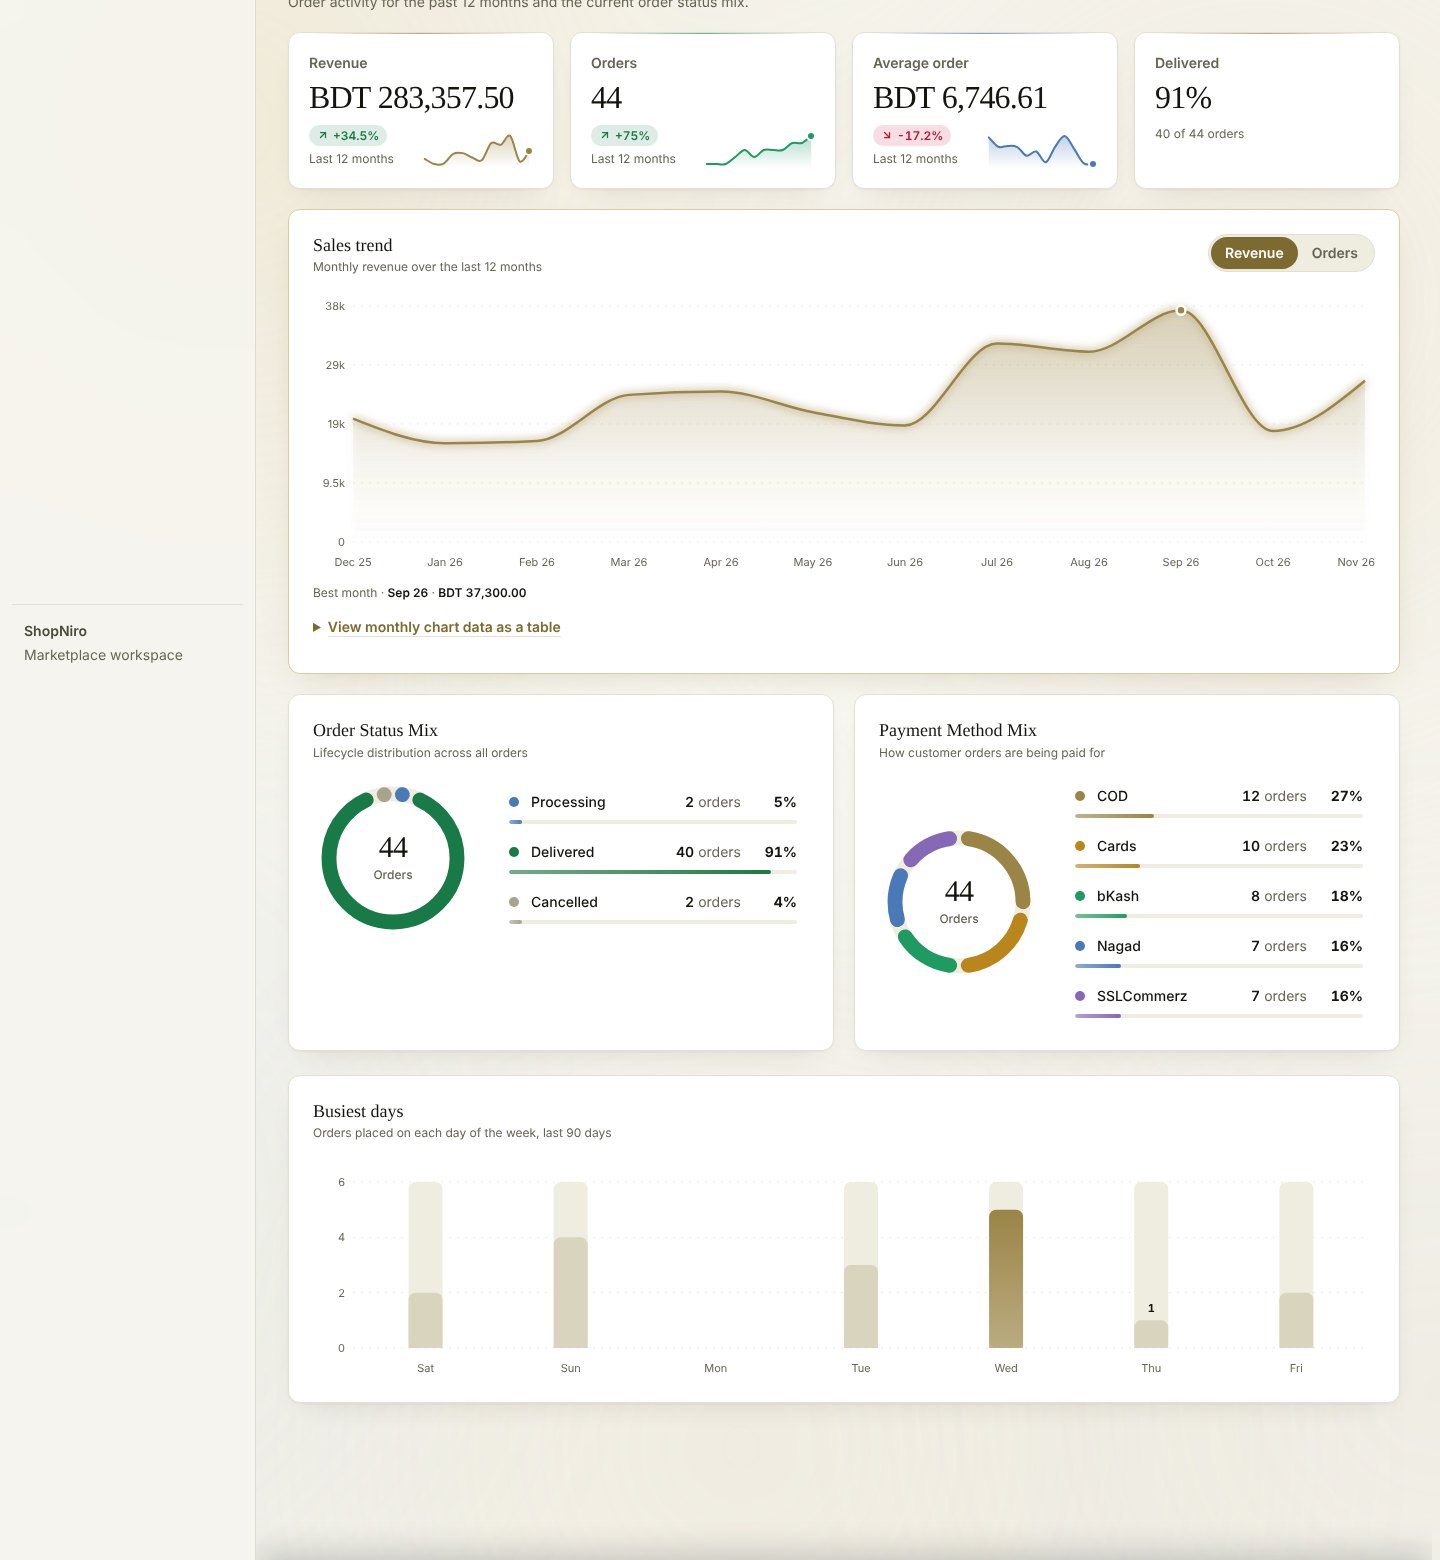 Order activity for the past 12 months and the current order status mix.
Revenue
BDT 283,357.50
+34.5%
Last 12 months
Orders
44
+75%
Last 12 months
Average order
BDT 6,746.61
-17.2%
Last 12 months
Delivered
91%
40 of 44 orders
Sales trend
Monthly revenue over the last 12 months
Revenue Orders
38k
29k
19k
9.5k
0
Dec 25 Jan 26 Feb 26 Mar 26 Apr 26 May 26 Jun 26 Jul 26 Aug 26 Sep 26 Oct 26 Nov 26
Best month · Sep 26 · BDT 37,300.00
View monthly chart data as a table
ShopNiro
Marketplace workspace
Order Status Mix
Lifecycle distribution across all orders
44
Orders
Processing 2 orders 5%
Delivered 40 orders 91%
Cancelled 2 orders 4%
Payment Method Mix
How customer orders are being paid for
44
Orders
COD 12 orders 27%
Cards 10 orders 23%
bKash 8 orders 18%
Nagad 7 orders 16%
SSLCommerz 7 orders 16%
Busiest days
Orders placed on each day of the week, last 90 days
6
4
2
0
1
Sat Sun Mon Tue Wed Thu Fri